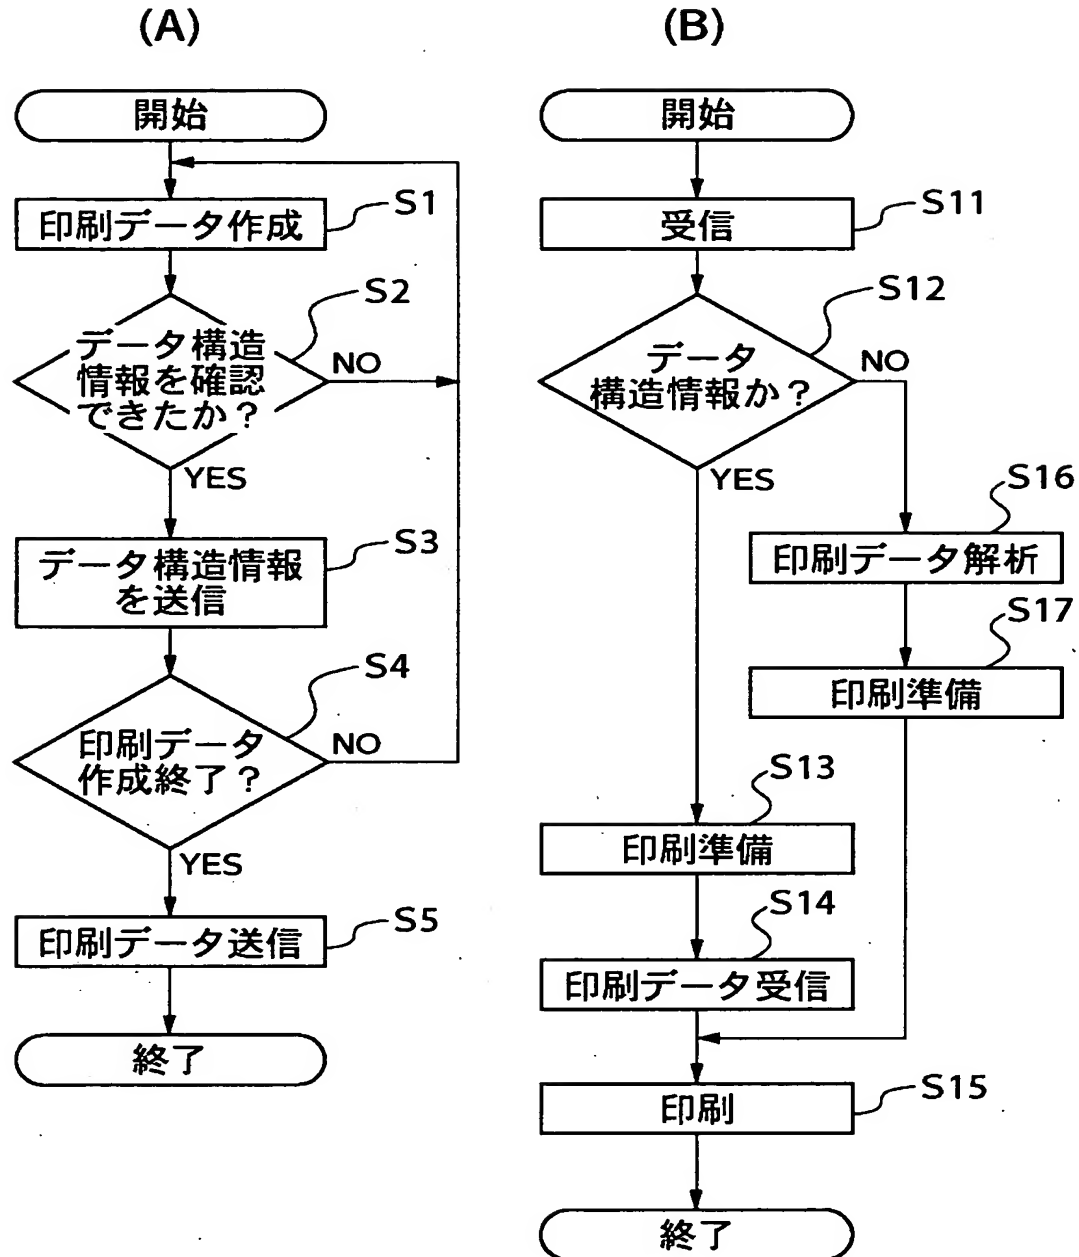 (A)
開始
印刷データ作成
S1
データ構造
情報を確認
できたか?
S2
NO
YES
データ構造情報
を送信
S3
印刷データ
作成終了?
S4
NO
YES
印刷データ送信
S5
終了
(B)
開始
受信
S11
データ
構造情報か?
S12
NO
YES
印刷データ解析
S16
印刷準備
S17
印刷準備
S13
印刷データ受信
S14
印刷
S15
終了